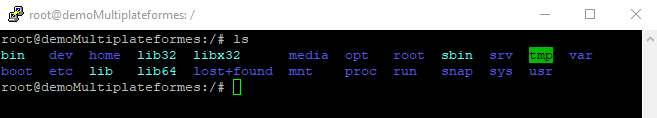 root@demoMultiplateformes: /
root@demoMultiplateformes:/# ls
bin dev home lib32 libx32 media opt root sbin srv tmp var
boot etc lib lib64 lost+found mnt proc run snap sys usr
root@demoMultiplateformes:/#